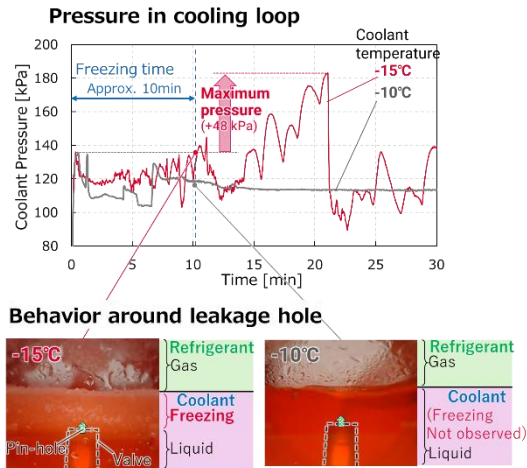 Pressure in cooling loop
Coolant Pressure [kPa]
200
180
160
140
120
100
80
0
5
10
15
20
25
30
Time [min]
Freezing time
Approx. 10min
Maximum
pressure
(+48 kPa)
Coolant
temperature
-15℃
-10℃
Behavior around leakage hole
-15℃
Pin-hole
Valve
Refrigerant
Gas
Coolant
Freezing
Liquid
-10℃
Refrigerant
Gas
Coolant
(Freezing
Not observed)
Liquid